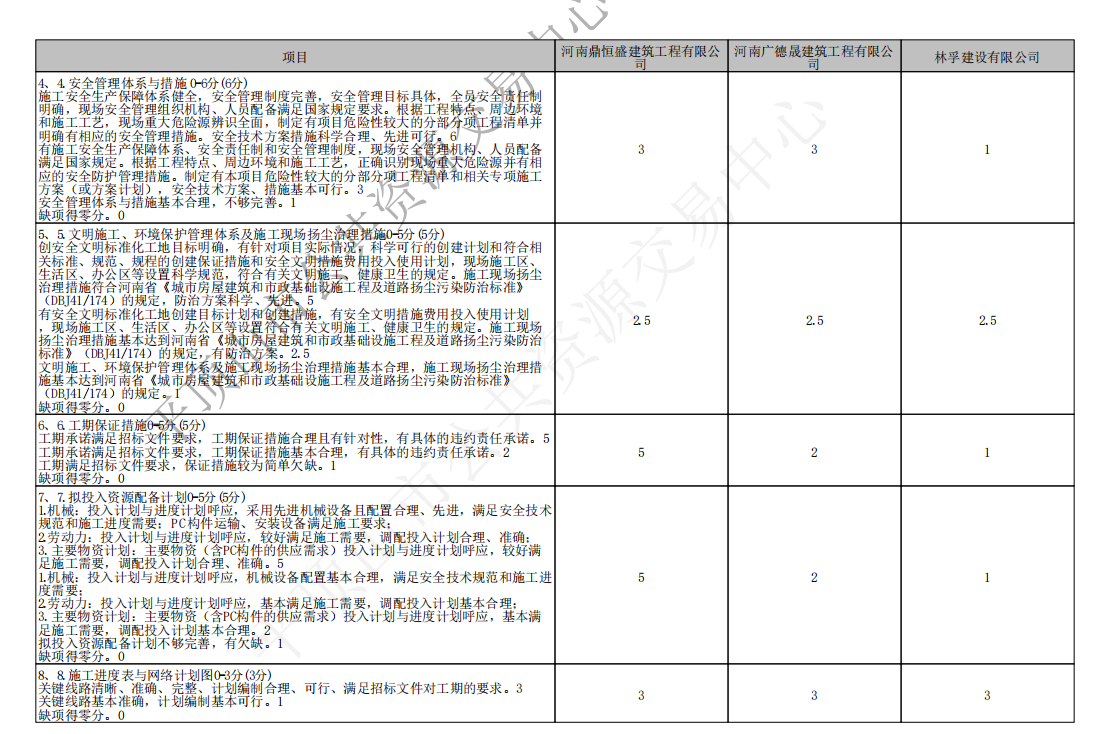 项目
河南鼎恒盛建筑工程有限公
司
河南广德晟建筑工程有限公
司
林孚建设有限公司
4、4.安全管理体系与措施0-6分(6分)
施工安全生产保障体系健全，安全管理制度完善，安全管理目标具体，全员安全责任制
明确，现场安全管理组织机构、人员配备满足国家规定要求。根据工程特点、周边环境
和施工工艺，现场重大危险源辨识全面，制定有项目危险性较大的分部分项工程清单并
明确有相应的安全管理措施。安全技术方案措施科学合理、先进可行。6
有施工安全生产保障体系、安全责任制和安全管理制度，现场安全管理机构、人员配备
满足国家规定。根据工程特点、周边环境和施工工艺，正确识别现场重大危险源并有相
应的安全防护管理措施。制定有本项目危险性较大的分部分项工程清单和相关专项施工
方案（或方案计划），安全技术方案、措施基本可行。3
安全管理体系与措施基本合理，不够完善。1
缺项得零分。0
3
3
1
5、5.文明施工、环境保护管理体系及施工现场扬尘治理措施0-5分(5分)
创安全文明标准化工地目标明确，有针对项目实际情况，科学可行的创建计划和符合相
关标准、规范、规程的创建保证措施和安全文明措施费用投入使用计划，现场施工区、
生活区、办公区等设置科学规范，符合有关文明施工、健康卫生的规定。施工现场扬尘
治理措施符合河南省《城市房屋建筑和市政基础设施工程及道路扬尘污染防治标准》
（DBJ41/174）的规定，防治方案科学、先进。5
有安全文明标准化工地创建目标计划和创建措施，有安全文明措施费用投入使用计划
，现场施工区、生活区、办公区等设置符合有关文明施工、健康卫生的规定。施工现场
扬尘治理措施基本达到河南省《城市房屋建筑和市政基础设施工程及道路扬尘污染防治
标准》（DBJ41/174）的规定，有防治方案。2.5
文明施工、环境保护管理体系及施工现场扬尘治理措施基本合理，施工现场扬尘治理措
施基本达到河南省《城市房屋建筑和市政基础设施工程及道路扬尘污染防治标准》
（DBJ41/174）的规定。1
缺项得零分。0
2.5
2.5
2.5
6、6.工期保证措施0-5分(5分)
工期承诺满足招标文件要求，工期保证措施合理且有针对性，有具体的违约责任承诺。5
工期承诺满足招标文件要求，工期保证措施基本合理，有具体的违约责任承诺。2
工期满足招标文件要求，保证措施较为简单欠缺。1
缺项得零分。0
5
2
1
7、7.拟投入资源配备计划0-5分(5分)
1.机械：投入计划与进度计划呼应，采用先进机械设备且配置合理、先进，满足安全技术
规范和施工进度需要；PC构件运输、安装设备满足施工要求；
2.劳动力：投入计划与进度计划呼应，较好满足施工需要，调配投入计划合理、准确；
3.主要物资计划：主要物资（含PC构件的供应需求）投入计划与进度计划呼应，较好满
足施工需要，调配投入计划合理、准确。5
1.机械：投入计划与进度计划呼应，机械设备配置基本合理，满足安全技术规范和施工进
度需要；
2.劳动力：投入计划与进度计划呼应，基本满足施工需要，调配投入计划基本合理；
3.主要物资计划：主要物资（含PC构件的供应需求）投入计划与进度计划呼应，基本满
足施工需要，调配投入计划基本合理。2
拟投入资源配备计划不够完善，有欠缺。1
缺项得零分。0
5
2
1
8、8.施工进度表与网络计划图0-3分(3分)
关键线路清晰、准确、完整、计划编制合理、可行、满足招标文件对工期的要求。3
关键线路基本准确，计划编制基本可行。1
缺项得零分。0
3
3
3
平顶山市公共资源交易中心
平顶山市公共资源交易中心